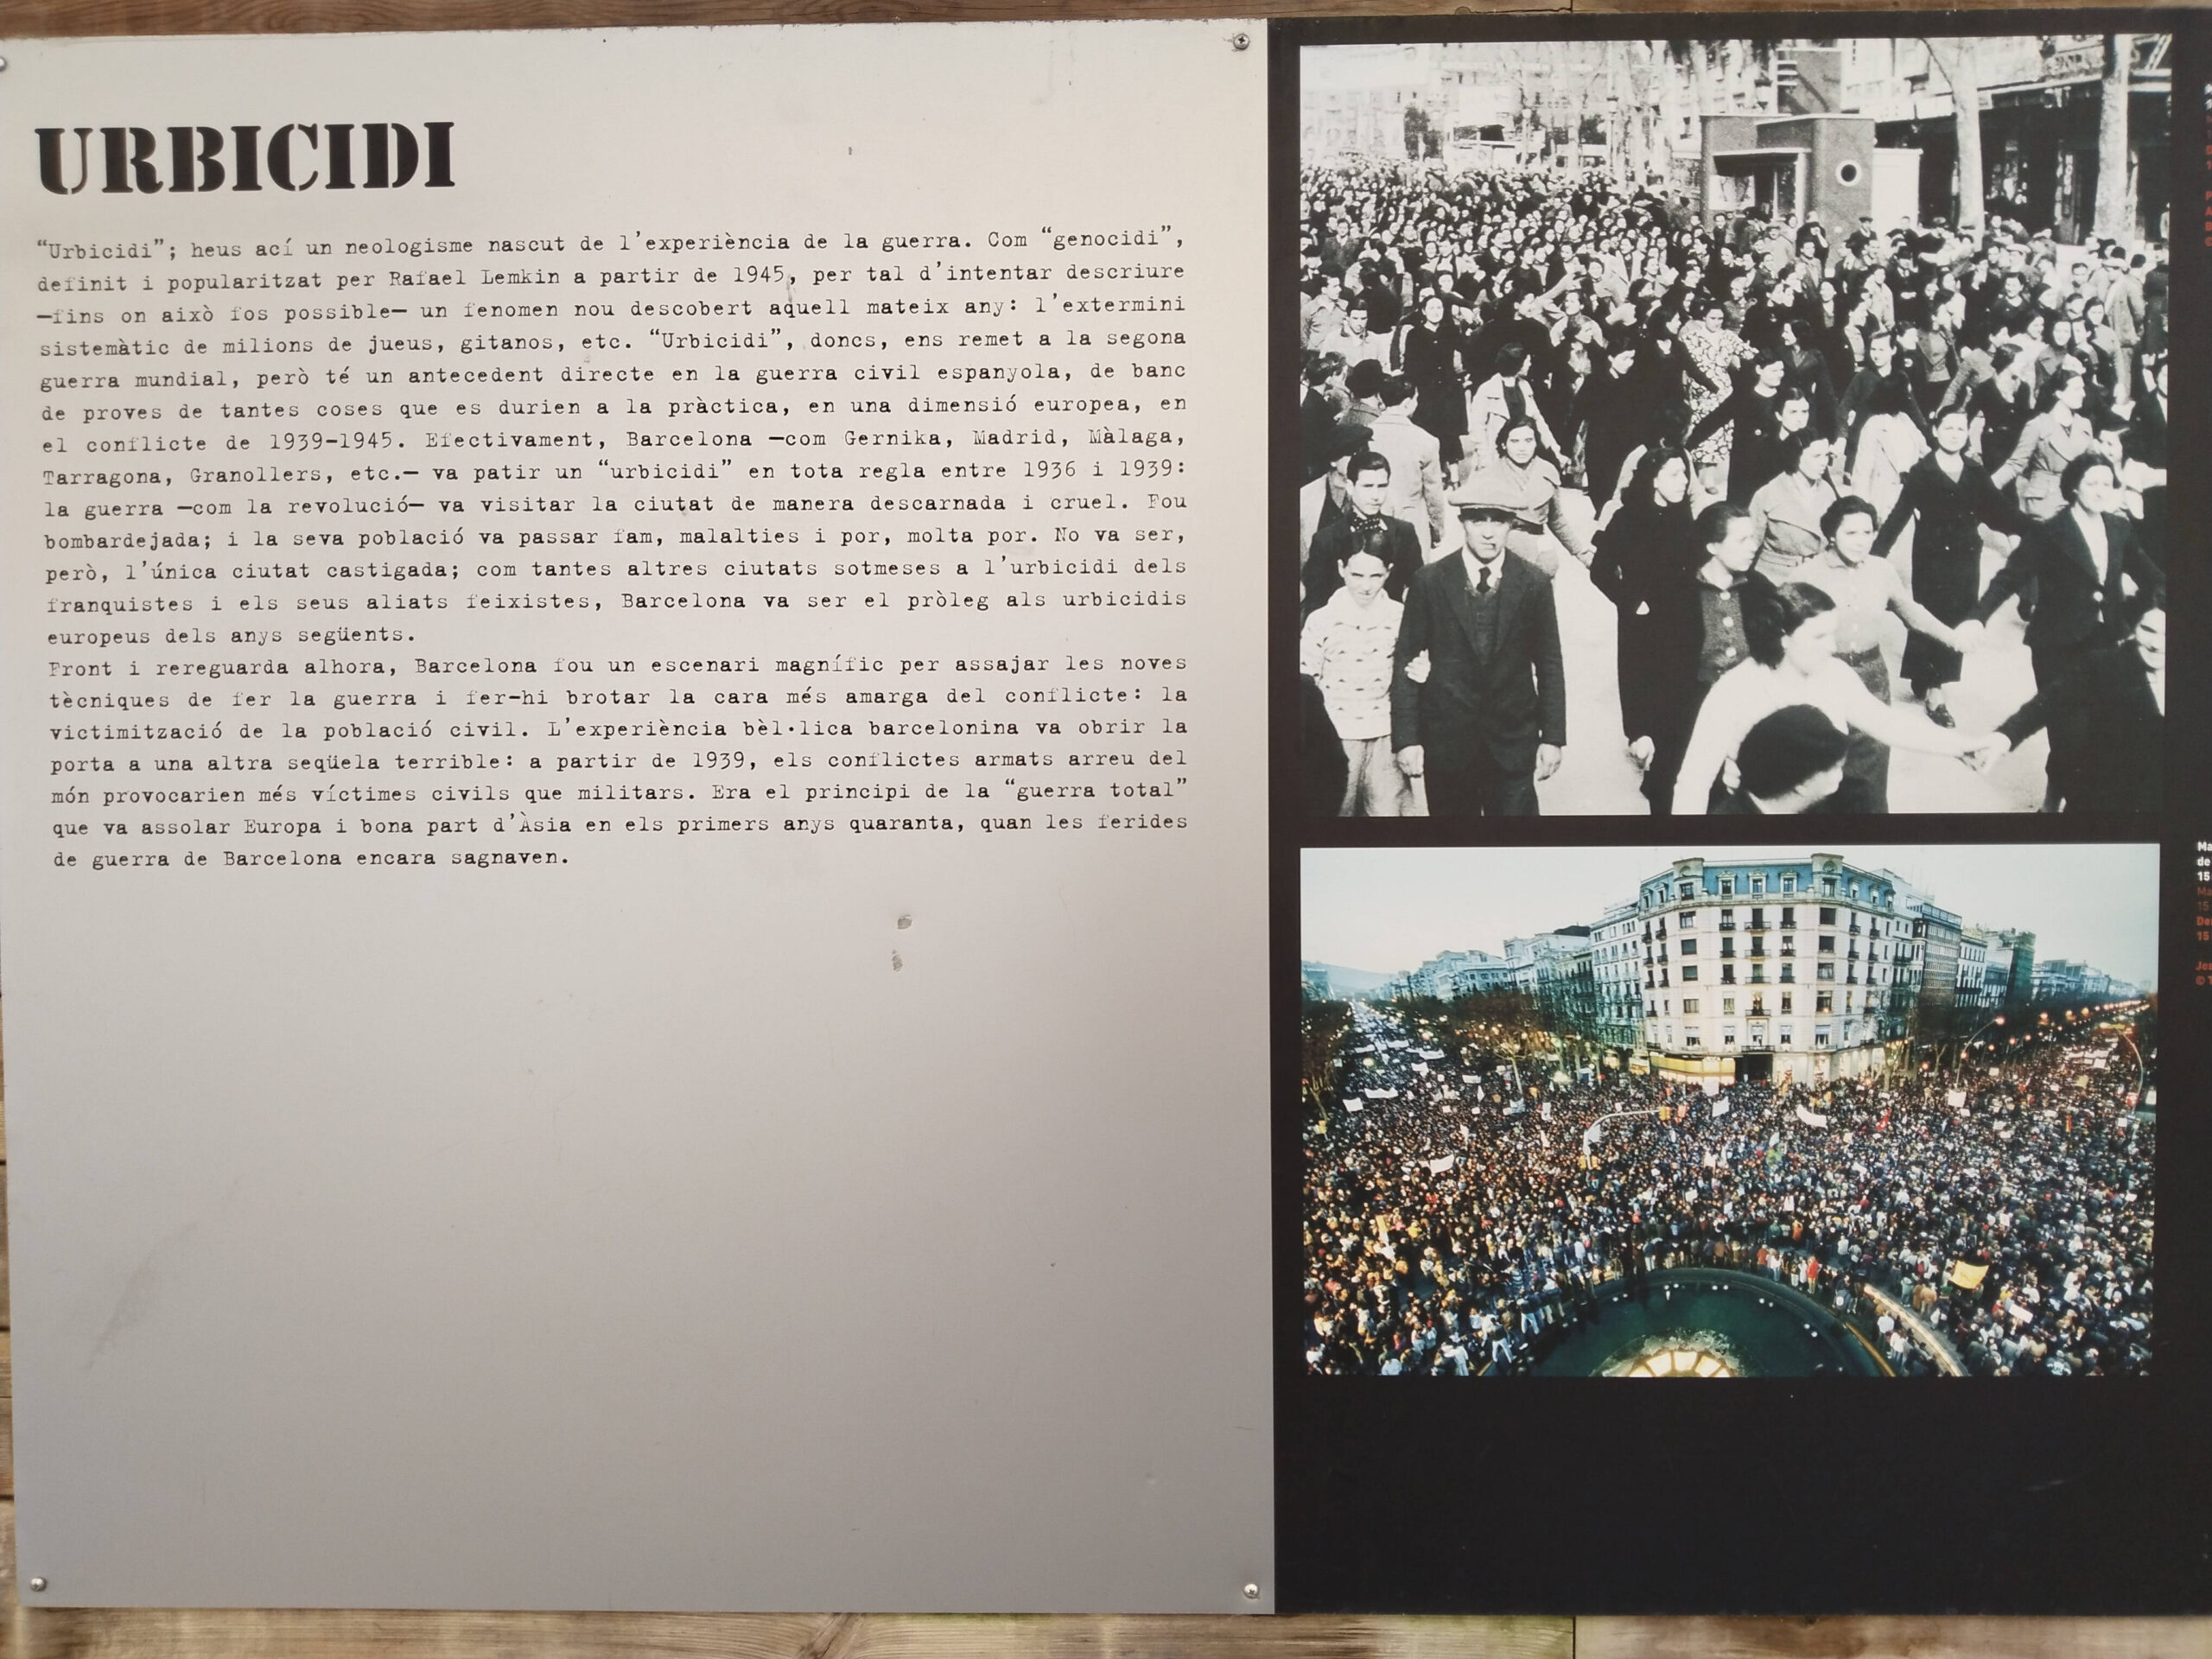 URBICIDI
“Urbicidi”; heus ací un neologisme nascut de l'experiència de la guerra. Com “genocidi”,
definit i popularitzat per Rafael Lemkin a partir de 1945, per tal d'intentar descriure
—fins on això fos possible— un fenomen nou descobert aquell mateix any: l'extermini
sistemàtic de milions de jueus, gitanos, etc. “Urbicidi”, doncs, ens remet a la segona
guerra mundial, però té un antecedent directe en la guerra civil espanyola, de banc
de proves de tantes coses que es durien a la pràctica, en una dimensió europea, en
el conflicte de 1939-1945. Efectivament, Barcelona —com Gernika, Madrid, Màlaga,
Tarragona, Granollers, etc.— va patir un “urbicidi” en tota regla entre 1936 i 1939:
la guerra —com la revolució— va visitar la ciutat de manera descarnada i cruel. Fou
bombardejada; i la seva població va passar fam, malalties i por, molta por. No va ser,
però, l'única ciutat castigada; com tantes altres ciutats sotmeses a l'urbicidi dels
franquistes i els seus aliats feixistes, Barcelona va ser el pròleg als urbicidis
europeus dels anys següents.
Front i rereguarda alhora, Barcelona fou un escenari magnífic per assajar les noves
tècniques de fer la guerra i fer-hi brotar la cara més amarga del conflicte: la
victimització de la població civil. L'experiència bèl·lica barcelonina va obrir la
porta a una altra seqüela terrible: a partir de 1939, els conflictes armats arreu del
món provocarien més víctimes civils que militars. Era el principi de la “guerra total”
que va assolar Europa i bona part d'Àsia en els primers anys quaranta, quan les ferides
de guerra de Barcelona encara sagnaven.
Ma
de
15
Ma
15
De
15